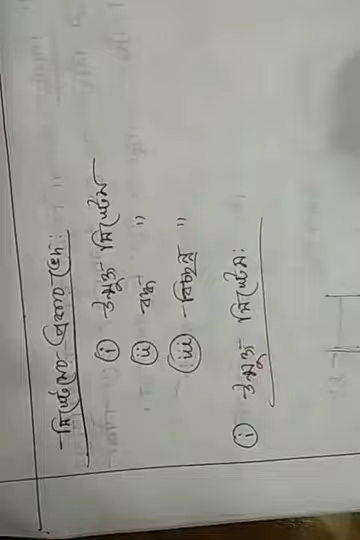 সিস্টেমের প্রকারভেদ:
(i) উন্মুক্ত সিস্টেম
(ii) বদ্ধ "
(iii) বিচ্ছিন্ন "
(i) উন্মুক্ত সিস্টেম: